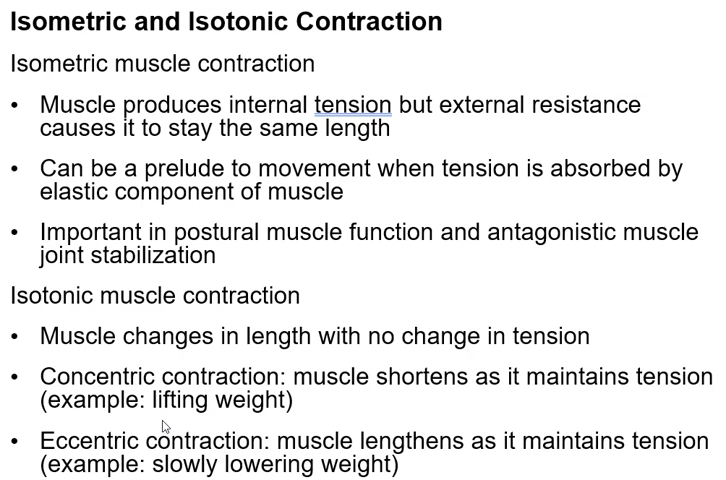 Isometric and Isotonic Contraction
Isometric muscle contraction
• Muscle produces internal tension but external resistance
causes it to stay the same length
• Can be a prelude to movement when tension is absorbed by
elastic component of muscle
• Important in postural muscle function and antagonistic muscle
joint stabilization
Isotonic muscle contraction
• Muscle changes in length with no change in tension
• Concentric contraction: muscle shortens as it maintains tension
(example: lifting weight)
• Eccentric contraction: muscle lengthens as it maintains tension
(example: slowly lowering weight)